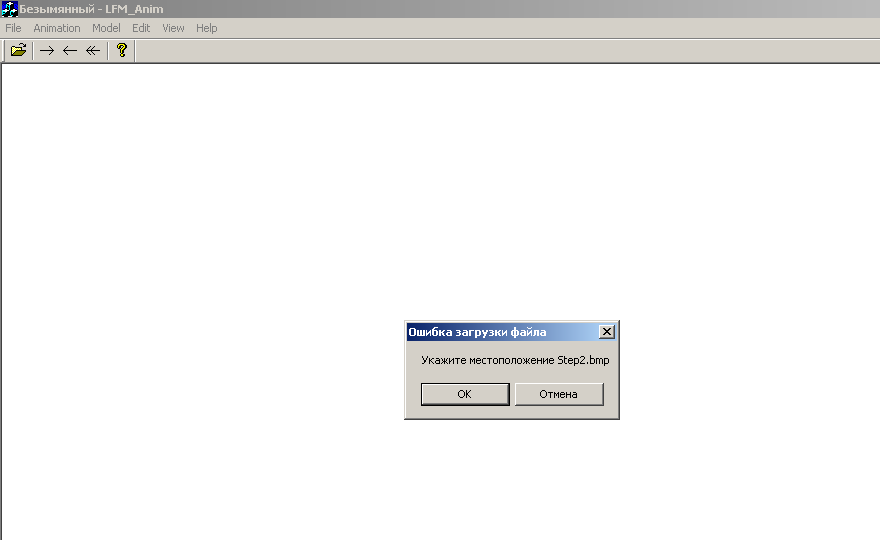 Безымянный - LFM_Anim
File Animation Model Edit View Help
Ошибка загрузки файла
Укажите местоположение Step2.bmp
OK Отмена